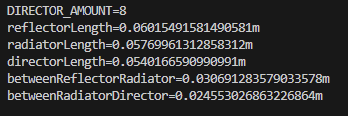 DIRECTOR_AMOUNT=8
reflectorLength=0.06015491581490581m
radiatorLength=0.05769961312858312m
directorLength=0.0540166590990991m
betweenReflectorRadiator=0.030691283579033578m
betweenRadiatorDirector=0.024553026863226864m